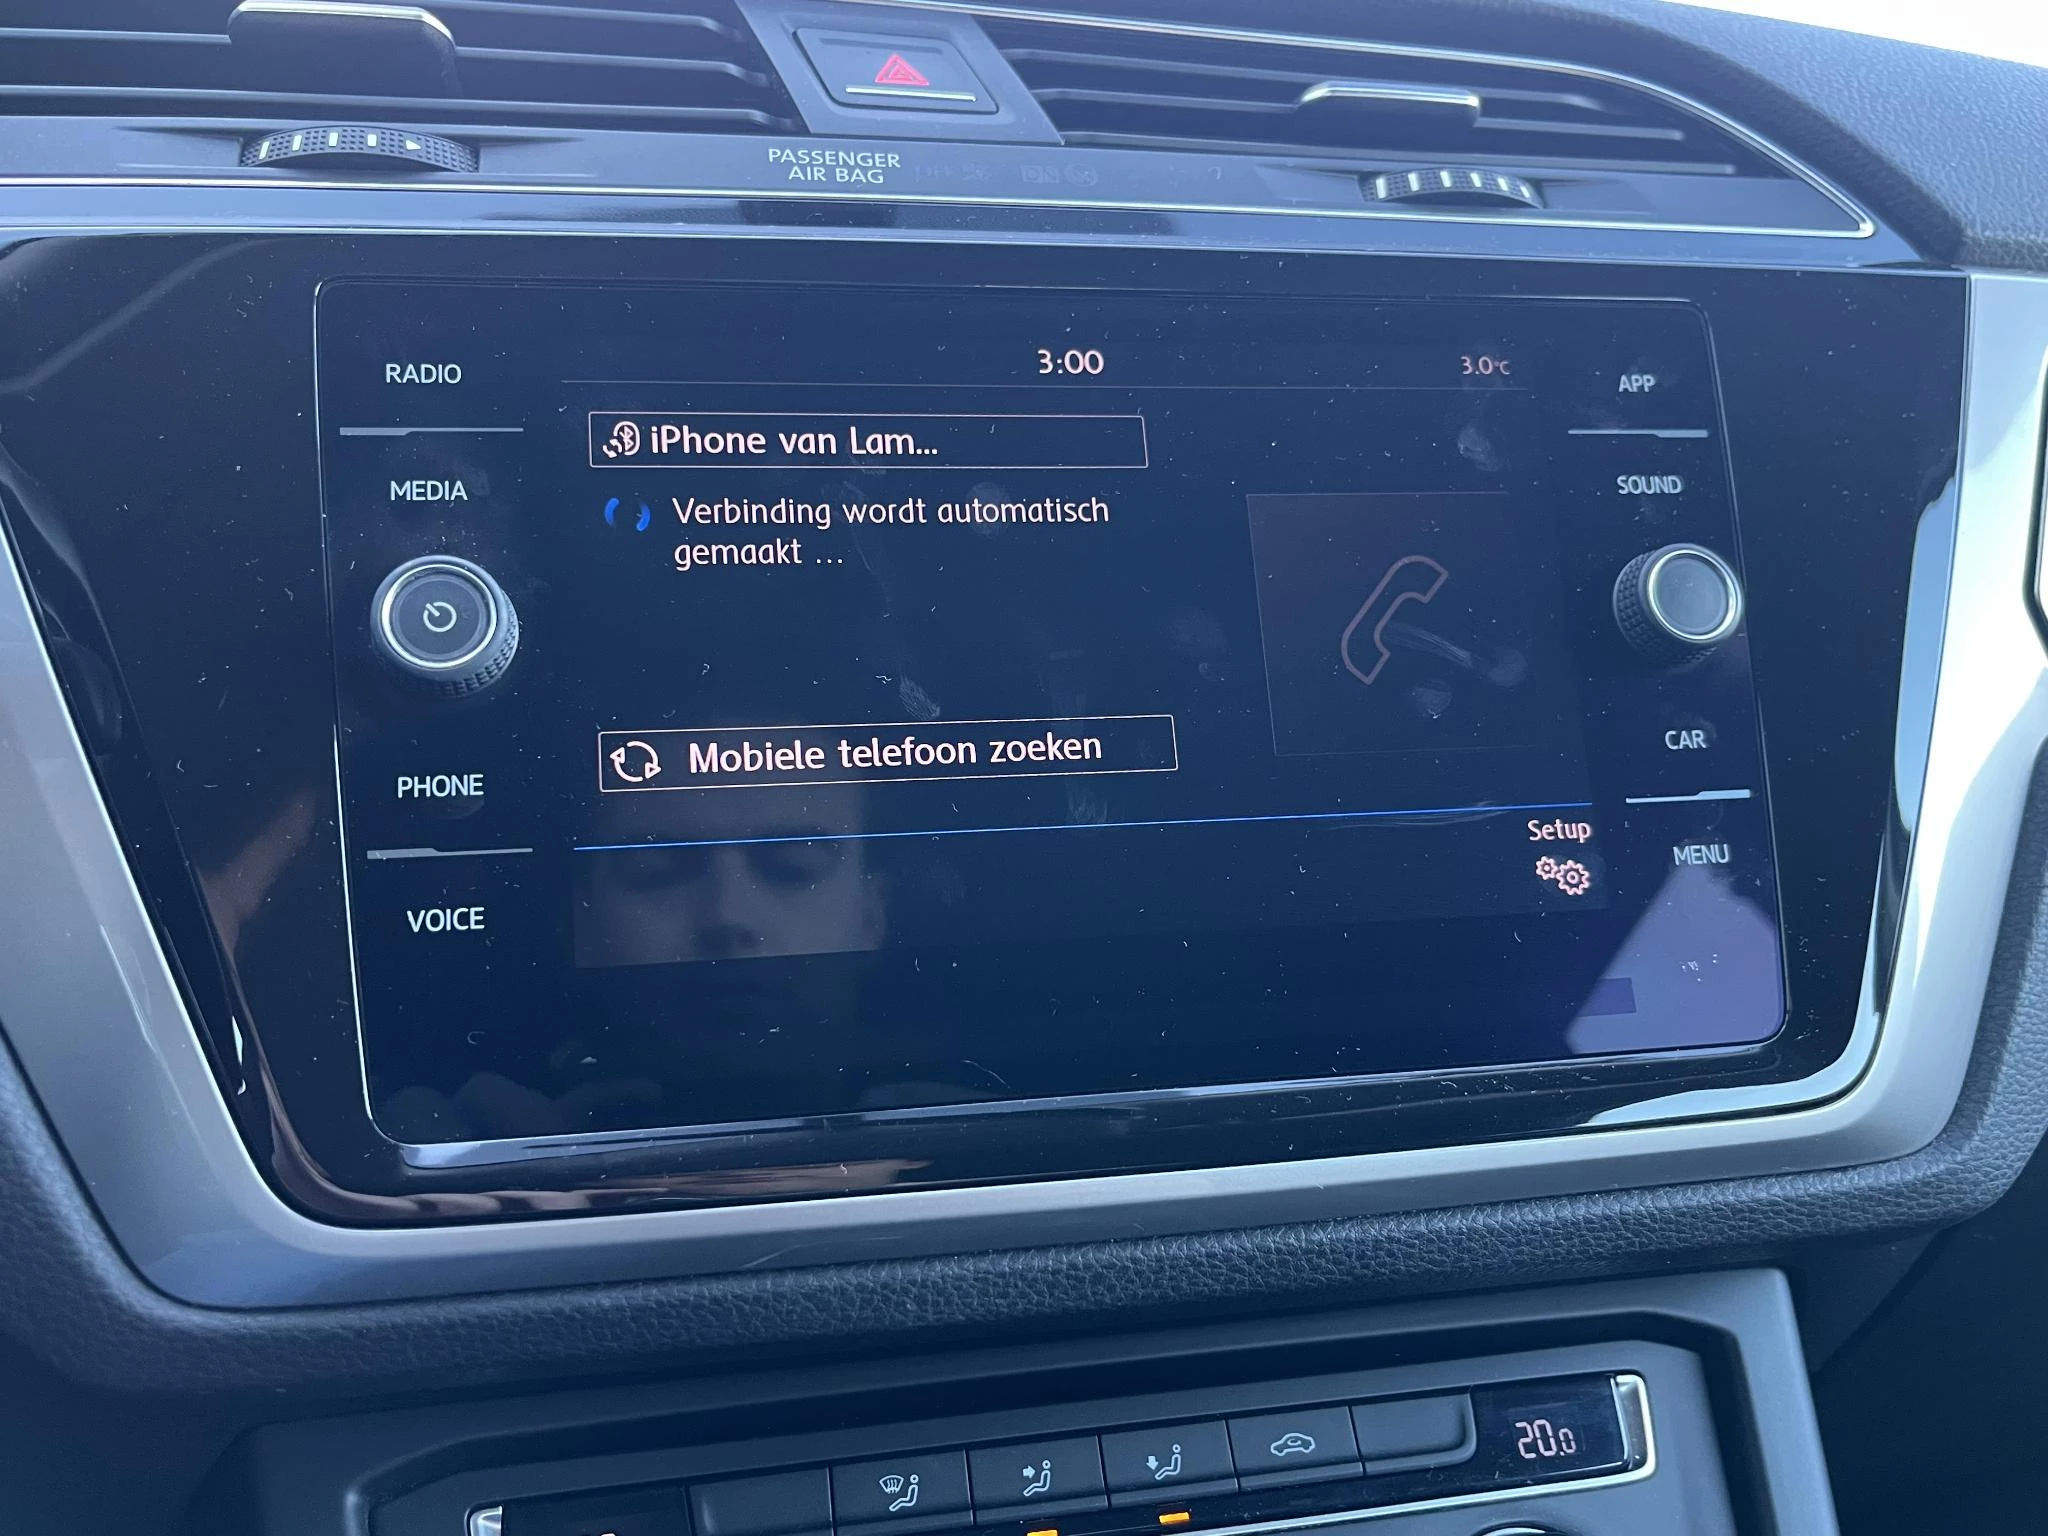 PASSENGER
AIR BAG
3:00
3.0°C
RADIO
MEDIA
PHONE
VOICE
iPhone van Lam...
Verbinding wordt automatisch
gemaakt ...
Mobiele telefoon zoeken
Setup
APP
SOUND
CAR
MENU
20.0